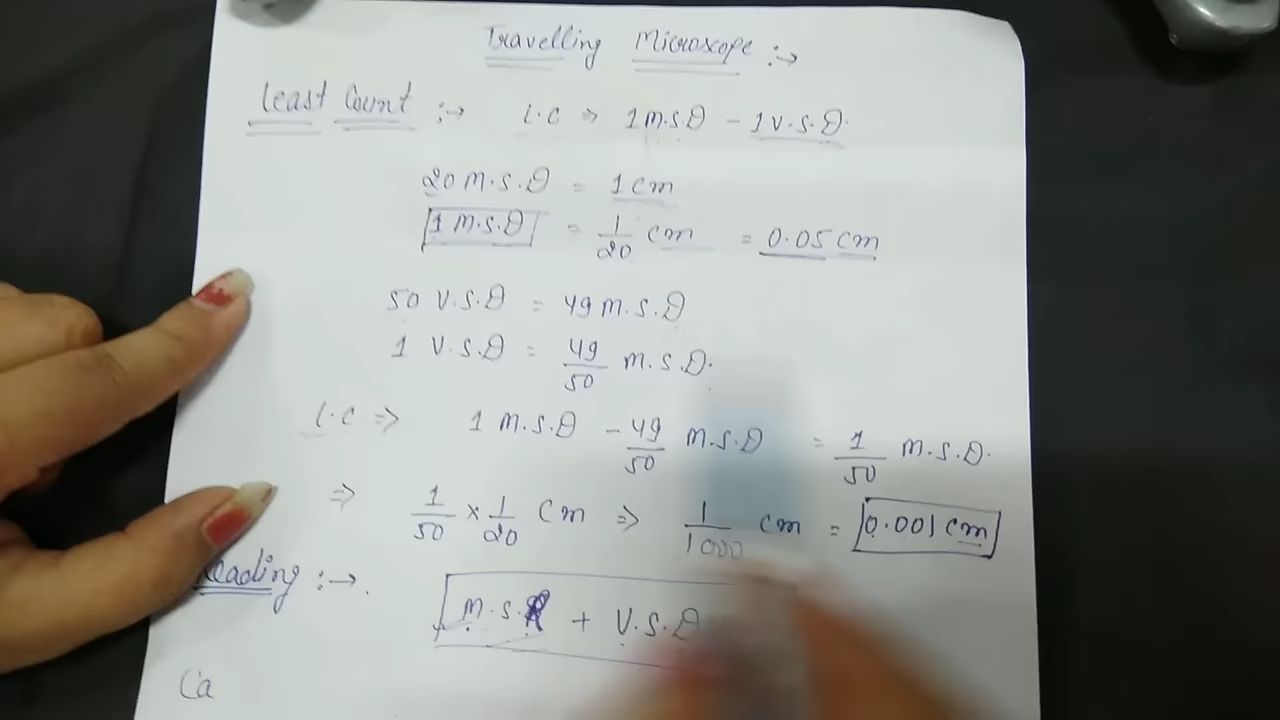 Travelling Microscope :→
Least Count :→ L.C ⇒ 1 M.S.D - 1 V.S.D.
20 M.S.D = 1 cm
1 M.S.D = 1/20 cm = 0.05 cm
50 V.S.D = 49 M.S.D
1 V.S.D = 49/50 M.S.D.
L.C ⇒ 1 M.S.D - 49/50 M.S.D = 1/50 M.S.D.
⇒ 1/50 × 1/20 cm ⇒ 1/1000 cm = 0.001 cm
Reading :→.
M.S.R + V.S.D
Ca